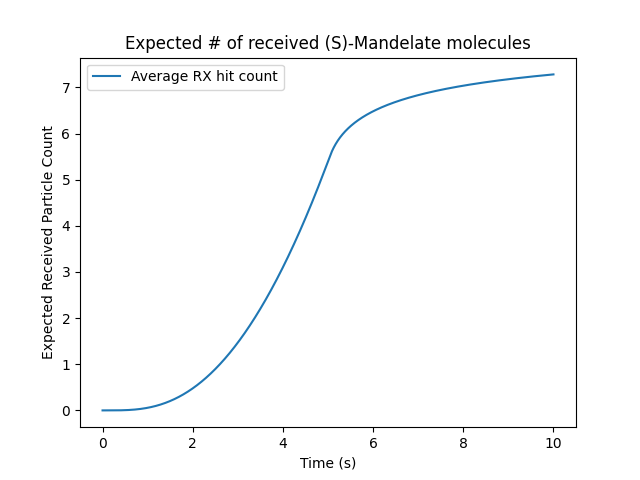 Expected # of received (S)-Mandelate molecules
Average RX hit count
Expected Received Particle Count
7
6
5
4
3
2
1
0
0 2 4 6 8 10
Time (s)